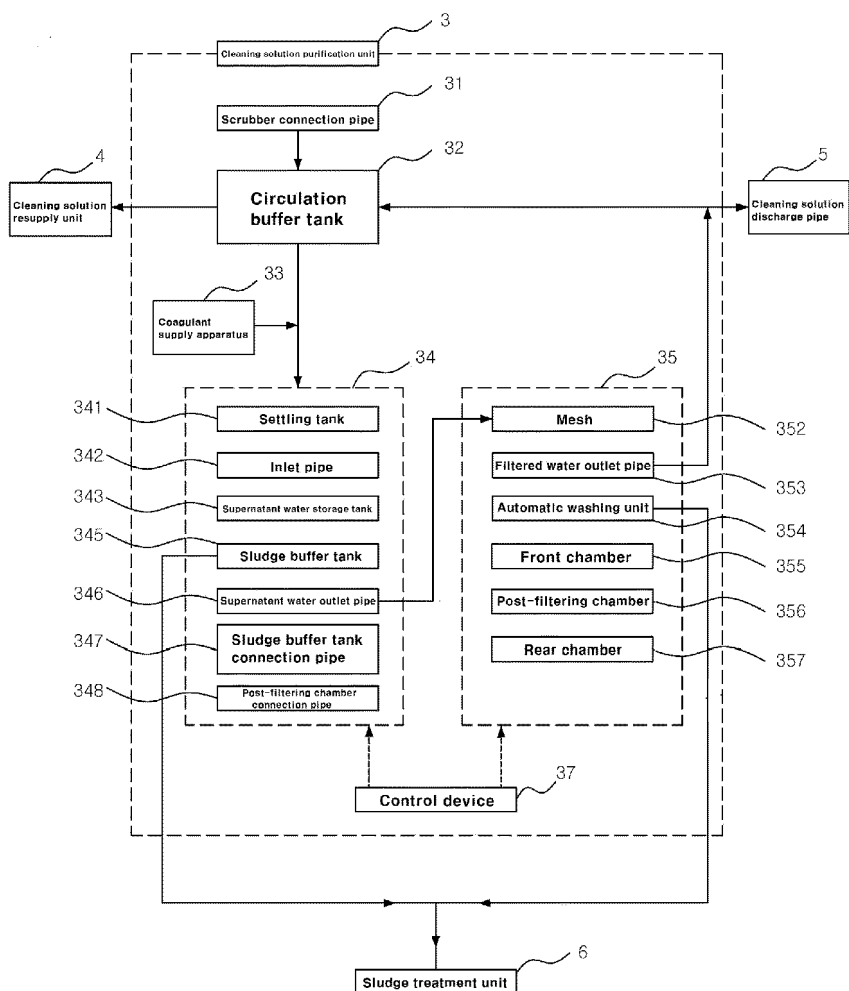 3
Cleaning solution purification unit
31
Scrubber connection pipe
4
32
5
Cleaning solution
resupply unit
Circulation
buffer tank
Cleaning solution
discharge pipe
33
Coagulant
supply apparatus
34
35
341
Settling tank
Mesh
352
342
Inlet pipe
Filtered water outlet pipe
353
343
Supernatant water storage tank
Automatic washing unit
354
345
Sludge buffer tank
Front chamber
355
346
Supernatant water outlet pipe
Post-filtering chamber
356
347
Sludge buffer tank
connection pipe
Rear chamber
357
348
Post-filtering chamber
connection pipe
37
Control device
6
Sludge treatment unit